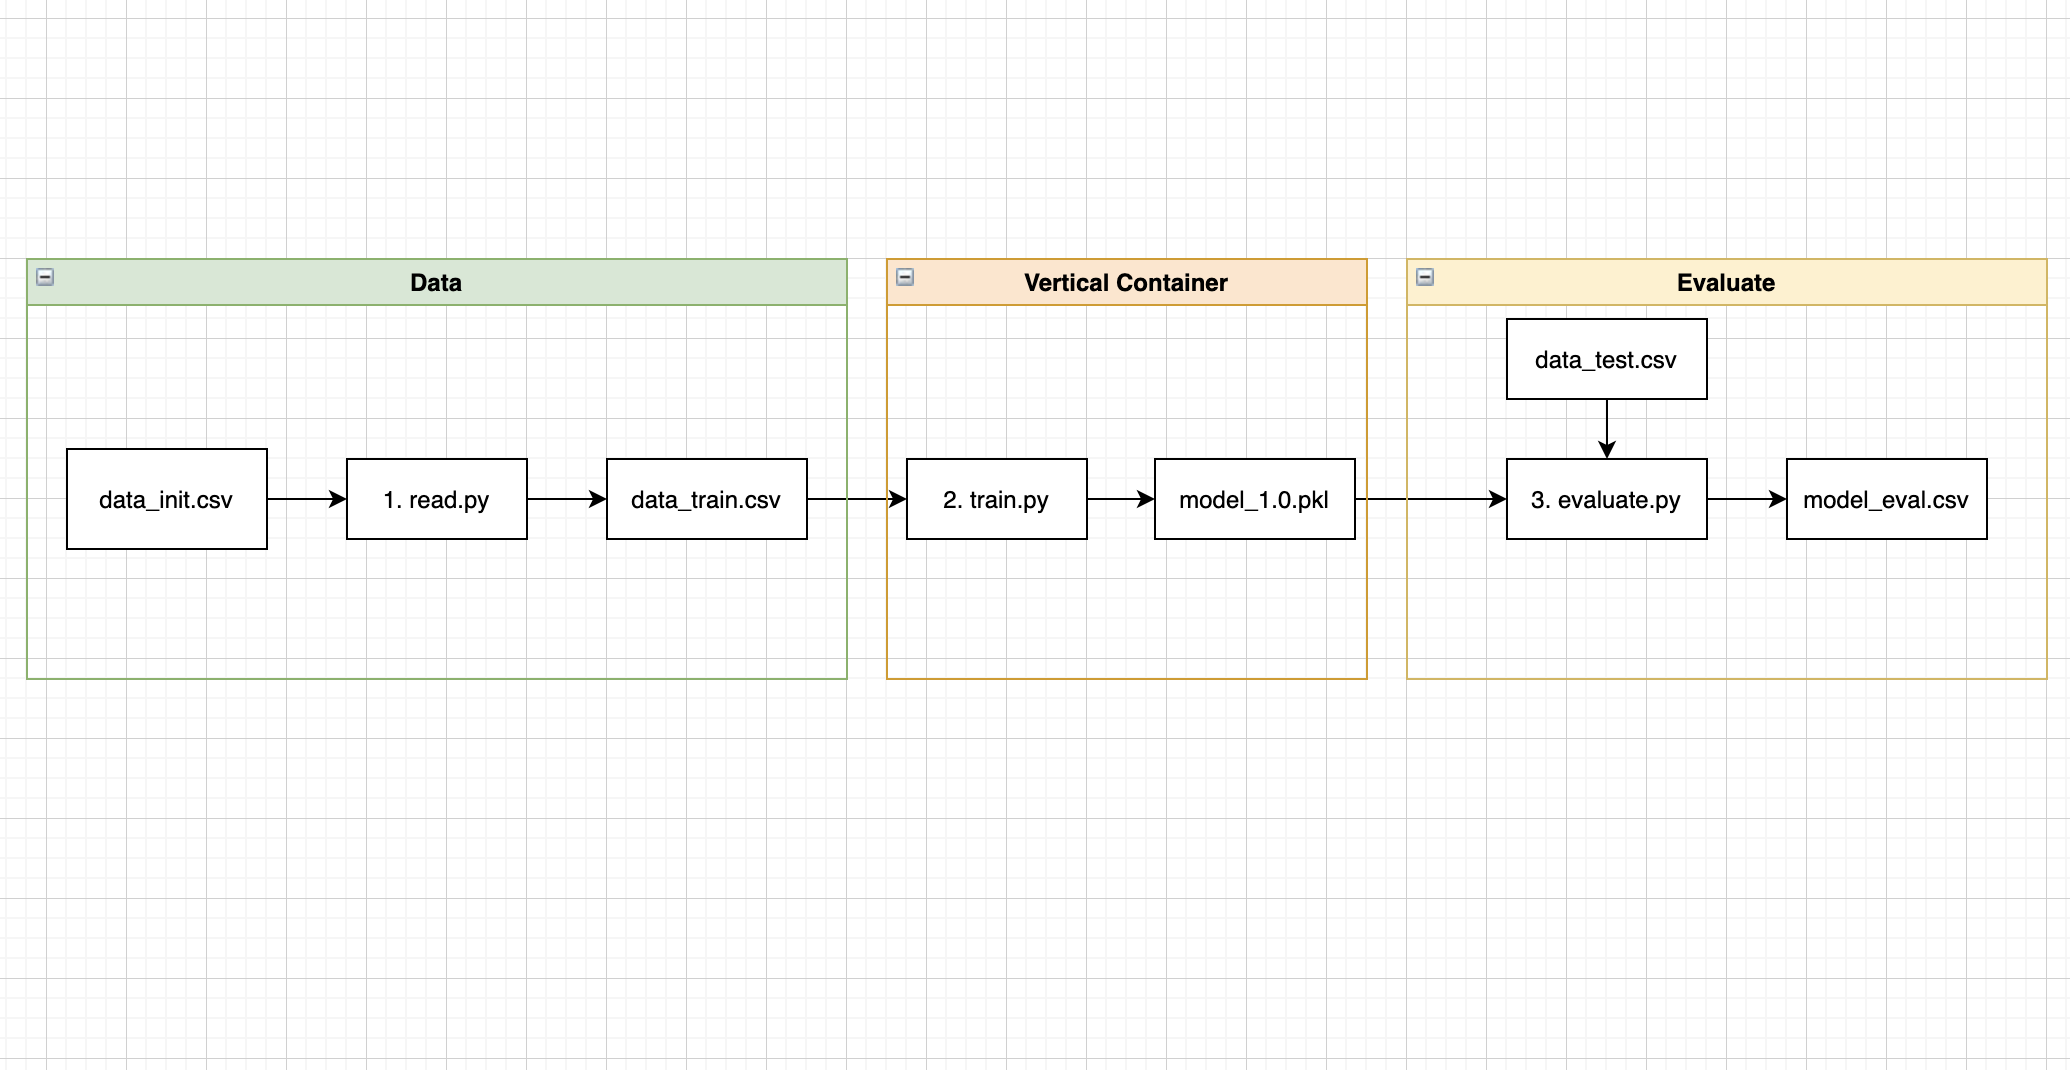 Data
data_init.csv
1. read.py
data_train.csv
Vertical Container
2. train.py
model_1.0.pkl
Evaluate
data_test.csv
3. evaluate.py
model_eval.csv